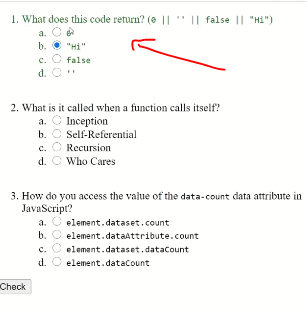 1. What does this code return? (0 || '' || false || "Hi")
a. 0
b. "Hi"
c. false
d. ''
2. What is it called when a function calls itself?
a. Inception
b. Self-Referential
c. Recursion
d. Who Cares
3. How do you access the value of the data-count data attribute in
JavaScript?
a. element.dataset.count
b. element.dataAttribute.count
c. element.dataset.dataCount
d. element.dataCount
Check